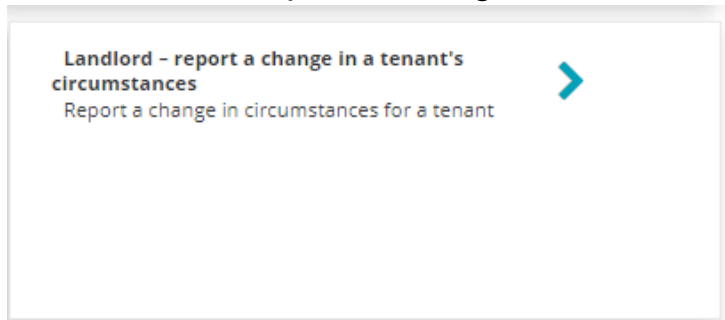 Landlord – report a change in a tenant's
circumstances
Report a change in circumstances for a tenant